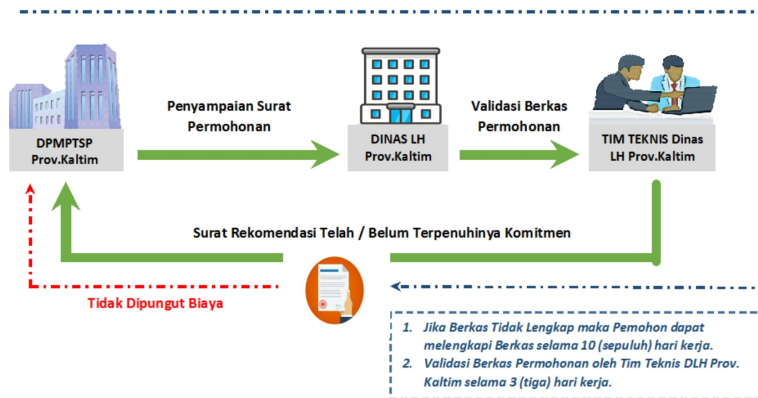 Penyampaian Surat
Permohonan
Validasi Berkas
Permohonan
DPMPTSP
Prov.Kaltim
DINAS LH
Prov.Kaltim
TIM TEKNIS Dinas
LH Prov.Kaltim
Surat Rekomendasi Telah / Belum Terpenuhinya Komitmen
Tidak Dipungut Biaya
1. Jika Berkas Tidak Lengkap maka Pemohon dapat
melengkapi Berkas selama 10 (sepuluh) hari kerja.
2. Validasi Berkas Permohonan oleh Tim Teknis DLH Prov.
Kaltim selama 3 (tiga) hari kerja.